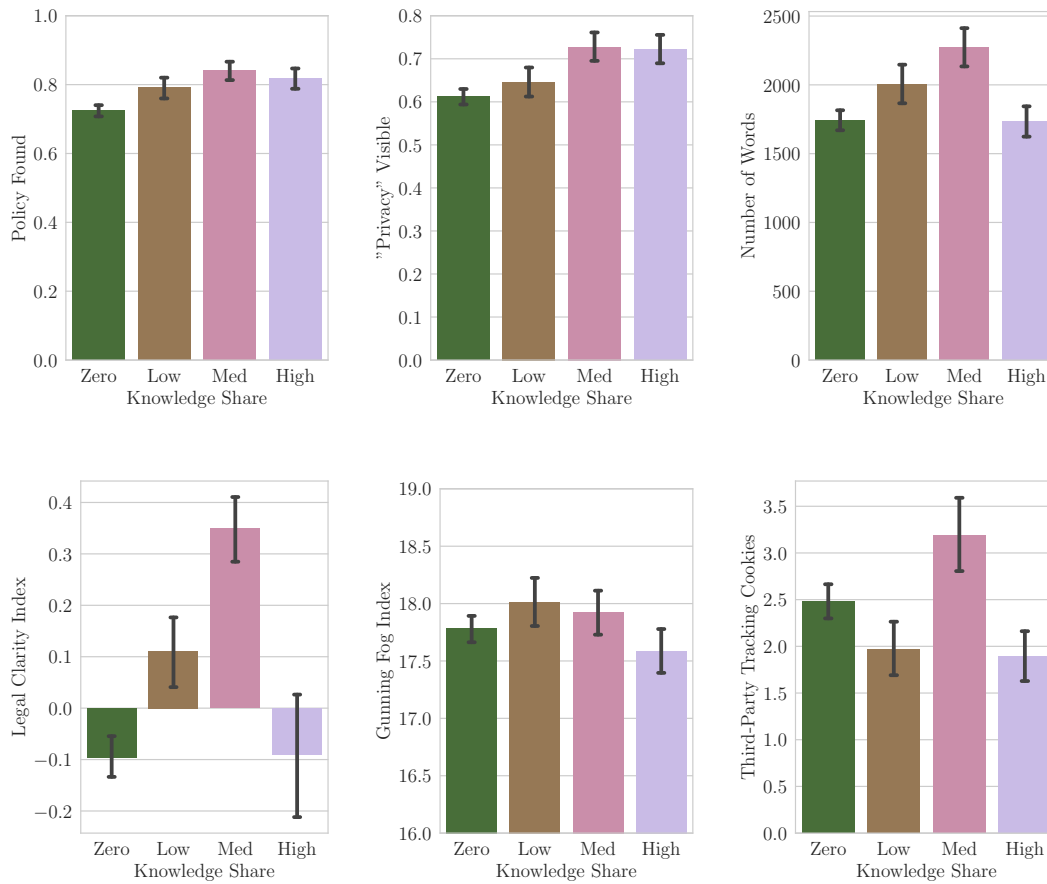 Policy Found
1.0
0.8
0.6
0.4
0.2
0.0
Zero Low Med High
Knowledge Share
”Privacy” Visible
0.8
0.7
0.6
0.5
0.4
0.3
0.2
0.1
0.0
Zero Low Med High
Knowledge Share
Number of Words
2500
2000
1500
1000
500
0
Zero Low Med High
Knowledge Share
Legal Clarity Index
0.4
0.3
0.2
0.1
0.0
−0.1
−0.2
Zero Low Med High
Knowledge Share
Gunning Fog Index
19.0
18.5
18.0
17.5
17.0
16.5
16.0
Zero Low Med High
Knowledge Share
Third-Party Tracking Cookies
3.5
3.0
2.5
2.0
1.5
1.0
0.5
0.0
Zero Low Med High
Knowledge Share